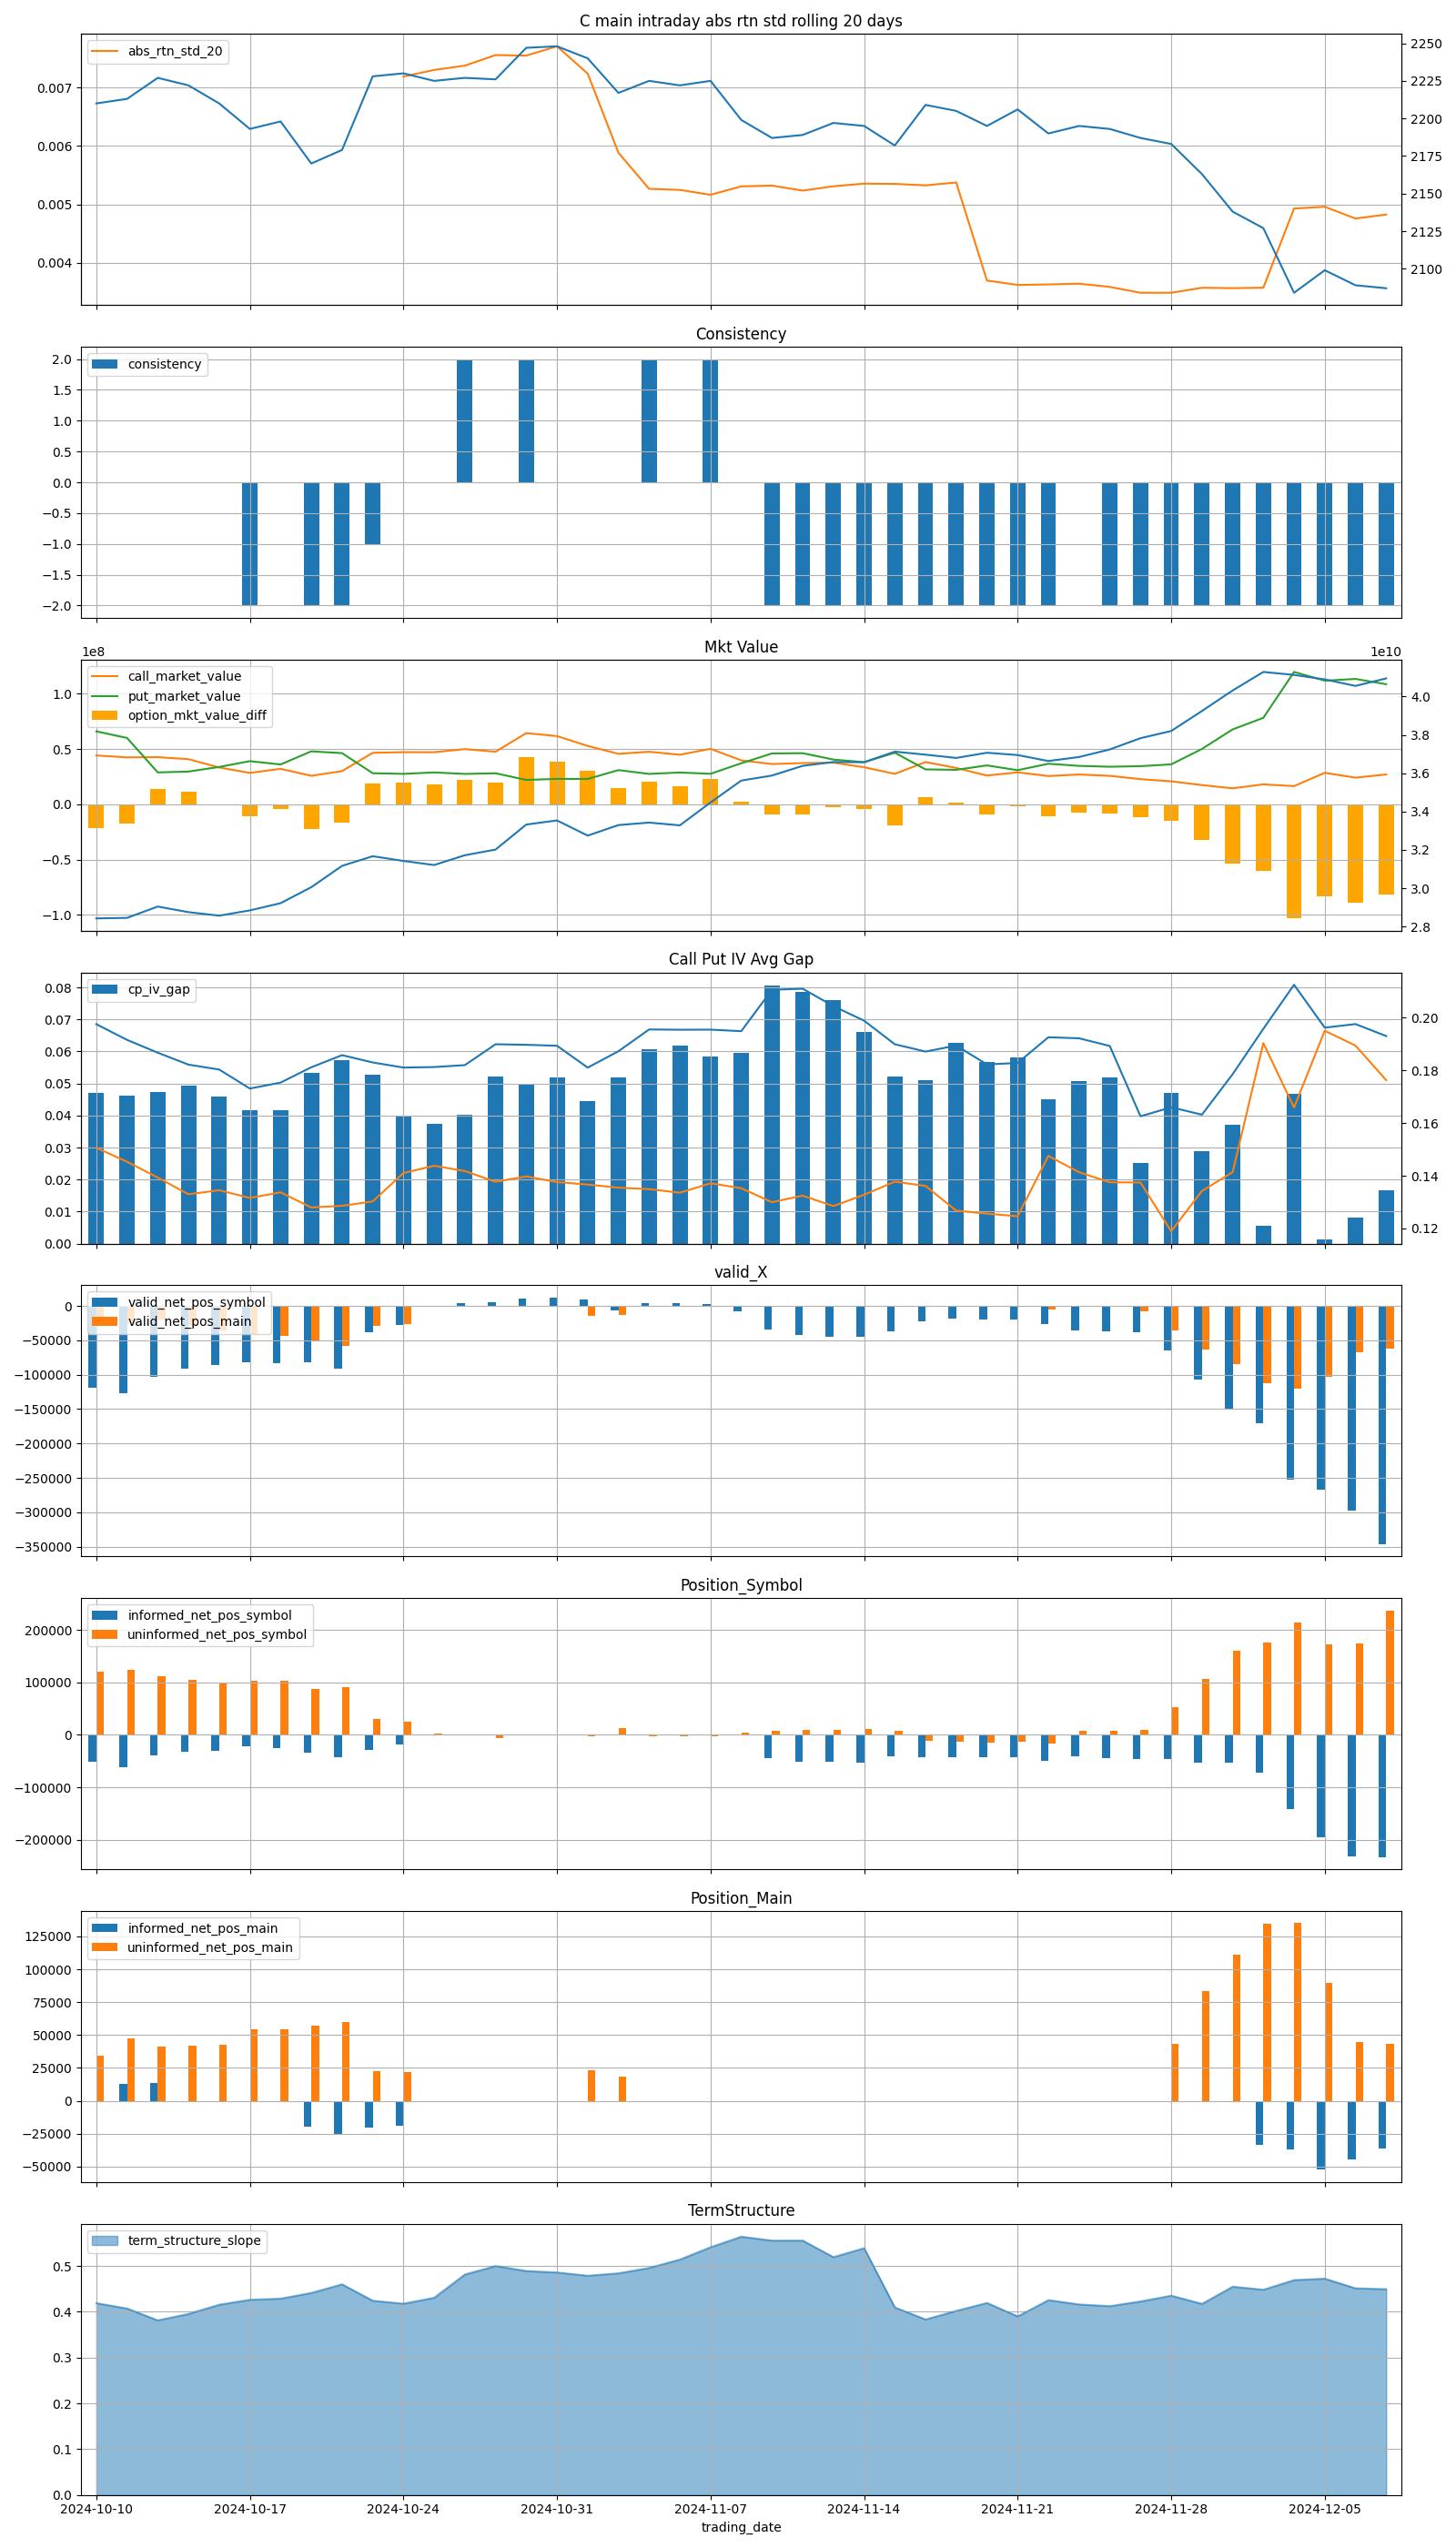 C main intraday abs rtn std rolling 20 days
abs_rtn_std_20
0.007
0.006
0.005
0.004
2250
2225
2200
2175
2150
2125
2100
Consistency
consistency
2.0
1.5
1.0
0.5
0.0
−0.5
−1.0
−1.5
−2.0
Mkt Value
1e8
1e10
call_market_value
put_market_value
option_mkt_value_diff
1.0
0.5
0.0
−0.5
−1.0
4.0
3.8
3.6
3.4
3.2
3.0
2.8
Call Put IV Avg Gap
cp_iv_gap
0.08
0.07
0.06
0.05
0.04
0.03
0.02
0.01
0.00
0.20
0.18
0.16
0.14
0.12
valid_X
valid_net_pos_symbol
valid_net_pos_main
0
−50000
−100000
−150000
−200000
−250000
−300000
−350000
Position_Symbol
informed_net_pos_symbol
uninformed_net_pos_symbol
200000
100000
0
−100000
−200000
Position_Main
informed_net_pos_main
uninformed_net_pos_main
125000
100000
75000
50000
25000
0
−25000
−50000
TermStructure
term_structure_slope
0.5
0.4
0.3
0.2
0.1
0.0
2024-10-10 2024-10-17 2024-10-24 2024-10-31 2024-11-07 2024-11-14 2024-11-21 2024-11-28 2024-12-05
trading_date